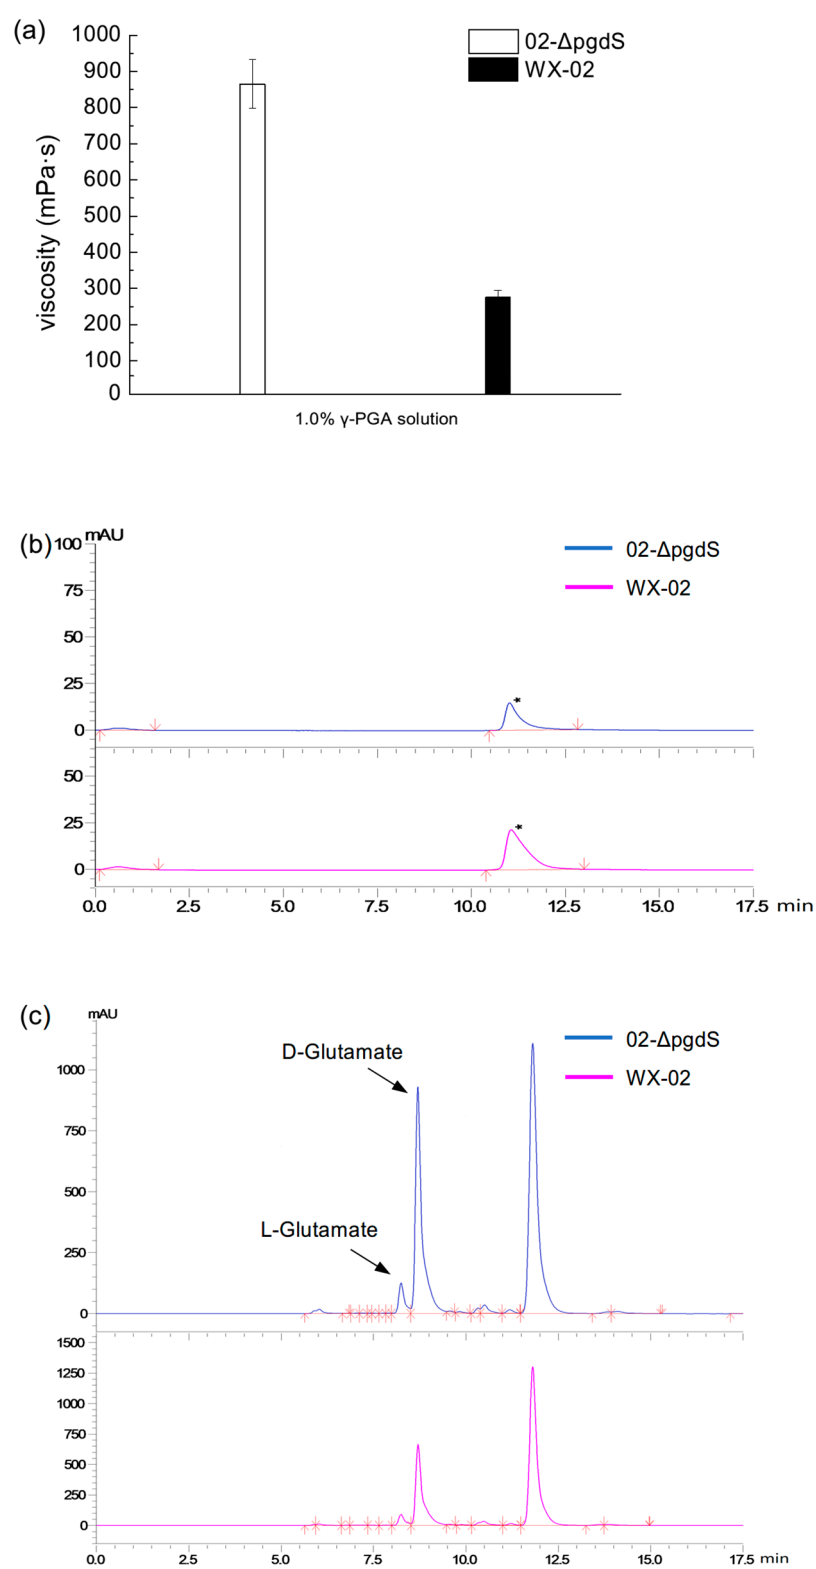 (a)
1000
900
800
700
600
500
400
300
200
100
0
viscosity (mPa·s)
02-ΔpgdS
WX-02
1.0% γ-PGA solution
(b)
mAU
100
75
50
25
0
*
02-ΔpgdS
WX-02
50
25
0
*
0.0 2.5 5.0 7.5 10.0 12.5 15.0 17.5 min
(c)
mAU
1000
750
500
250
0
D-Glutamate
L-Glutamate
02-ΔpgdS
WX-02
1500
1250
1000
750
500
250
0
0.0 2.5 5.0 7.5 10.0 12.5 15.0 17.5 min